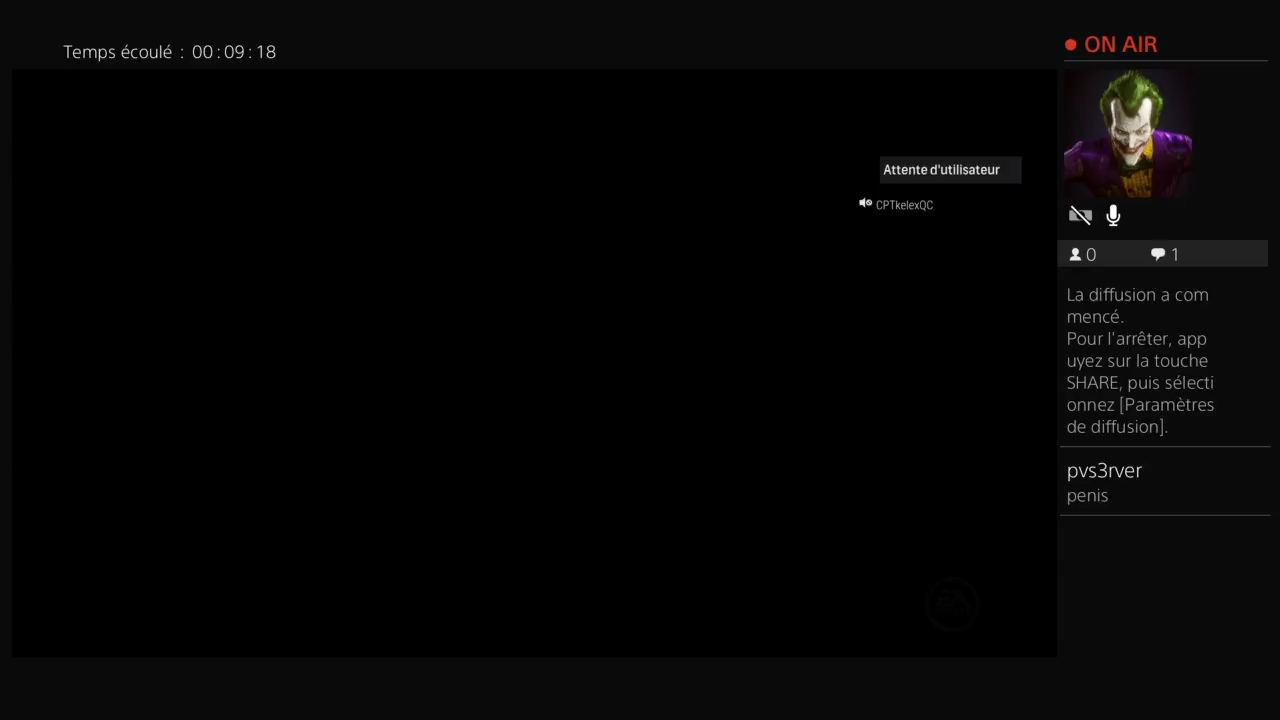 Temps écoulé : 00:09:18
ON AIR
Attente d'utilisateur
CPTkelexQC
0 1
La diffusion a com
mencé.
Pour l'arrêter, app
uyez sur la touche
SHARE, puis sélecti
onnez [Paramètres
de diffusion].
pvs3rver
penis
EA